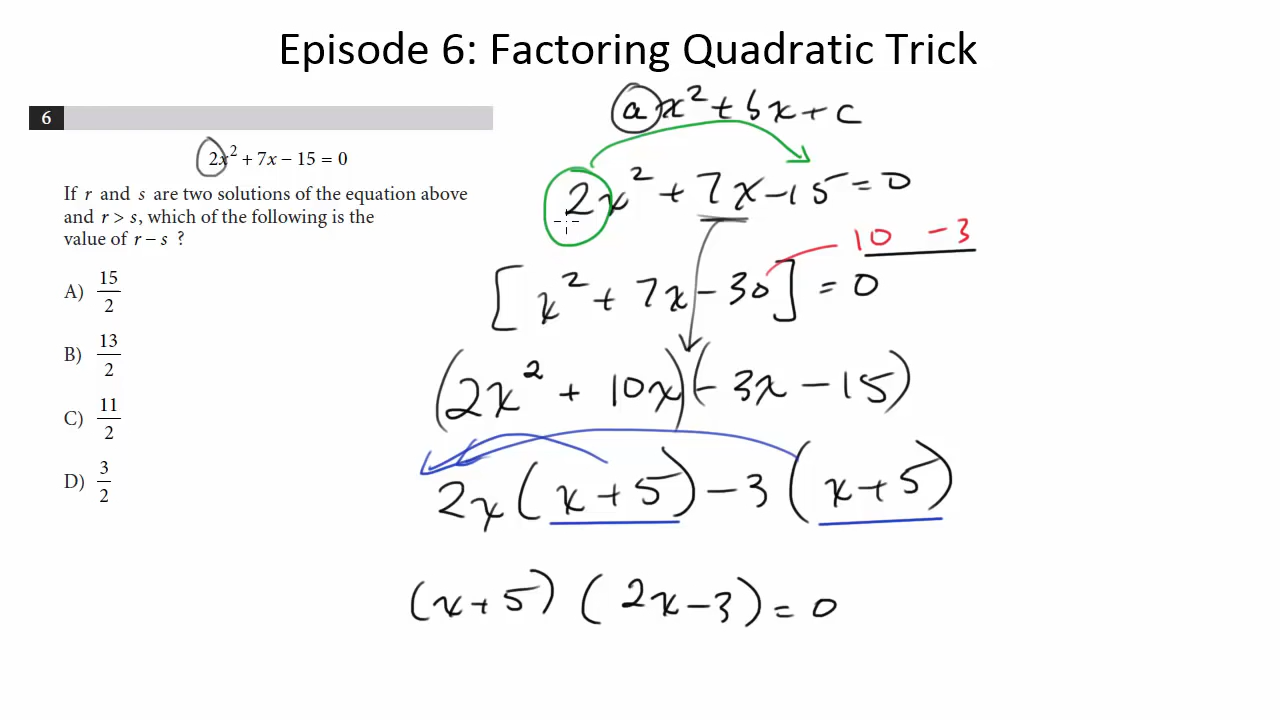 Episode 6: Factoring Quadratic Trick
6
2x² + 7x − 15 = 0
If r and s are two solutions of the equation above
and r > s, which of the following is the
value of r − s ?
A) 15/2
B) 13/2
C) 11/2
D) 3/2
ax² + bx + c
2x² + 7x − 15 = 0
10 −3
[x² + 7x − 30] = 0
(2x² + 10x)(− 3x − 15)
2x(x + 5) − 3(x + 5)
(x + 5)(2x − 3) = 0